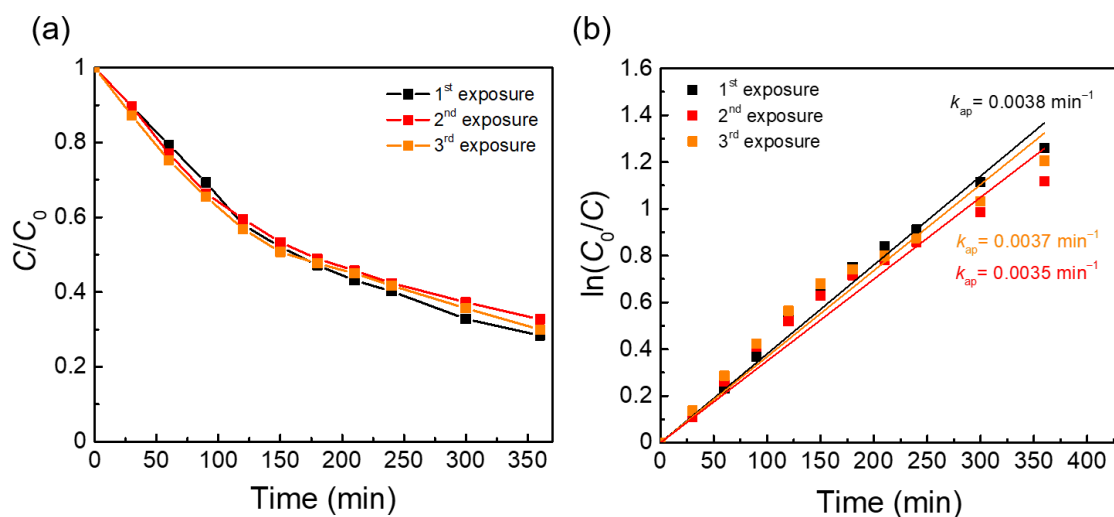 (a)
C/C₀
1
0.8
0.6
0.4
0.2
0
0 50 100 150 200 250 300 350
Time (min)
1ˢᵗ exposure
2ⁿᵈ exposure
3ʳᵈ exposure
(b)
ln(C₀/C)
1.6
1.4
1.2
1.0
0.8
0.6
0.4
0.2
0
0 50 100 150 200 250 300 350 400
Time (min)
1ˢᵗ exposure
2ⁿᵈ exposure
3ʳᵈ exposure
kₐₚ = 0.0038 min⁻¹
kₐₚ = 0.0037 min⁻¹
kₐₚ = 0.0035 min⁻¹